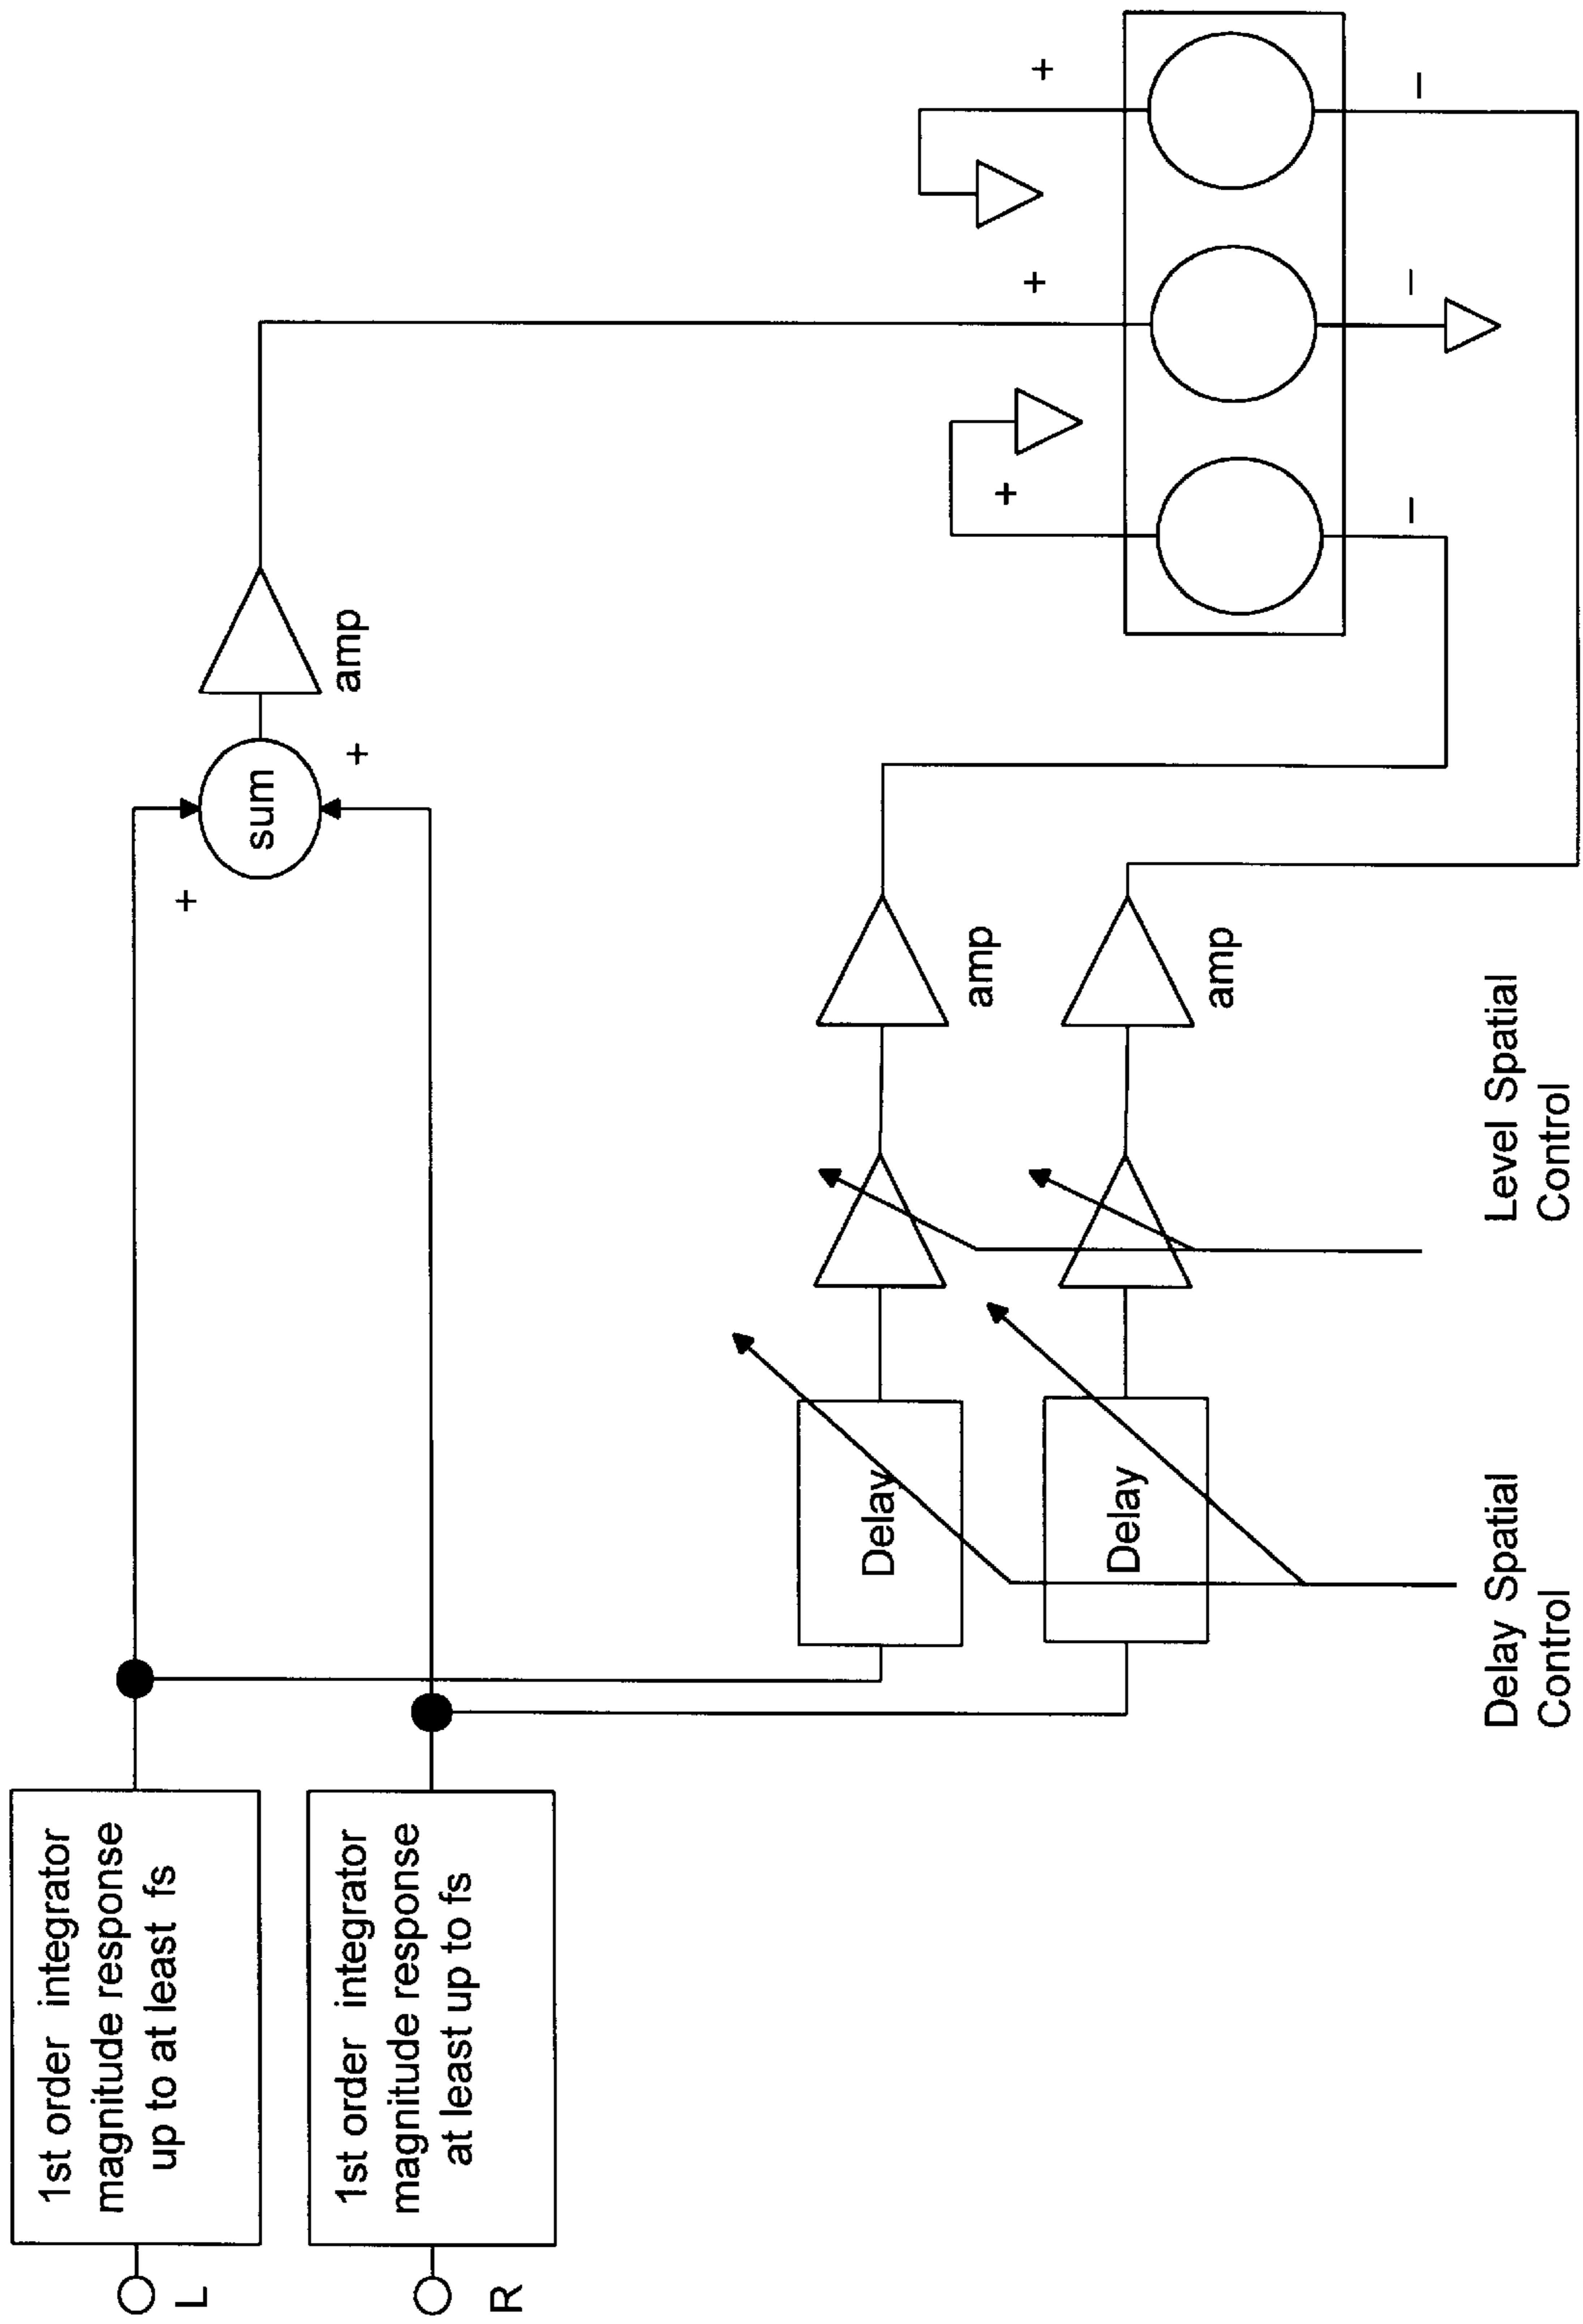 1st order integrator
magnitude response
up to at least fs
L
1st order integrator
magnitude response
at least up to fs
R
+
sum
+
amp
Delay
amp
Delay
amp
Delay Spatial
Control
Level Spatial
Control
+
+
+
−
−
−